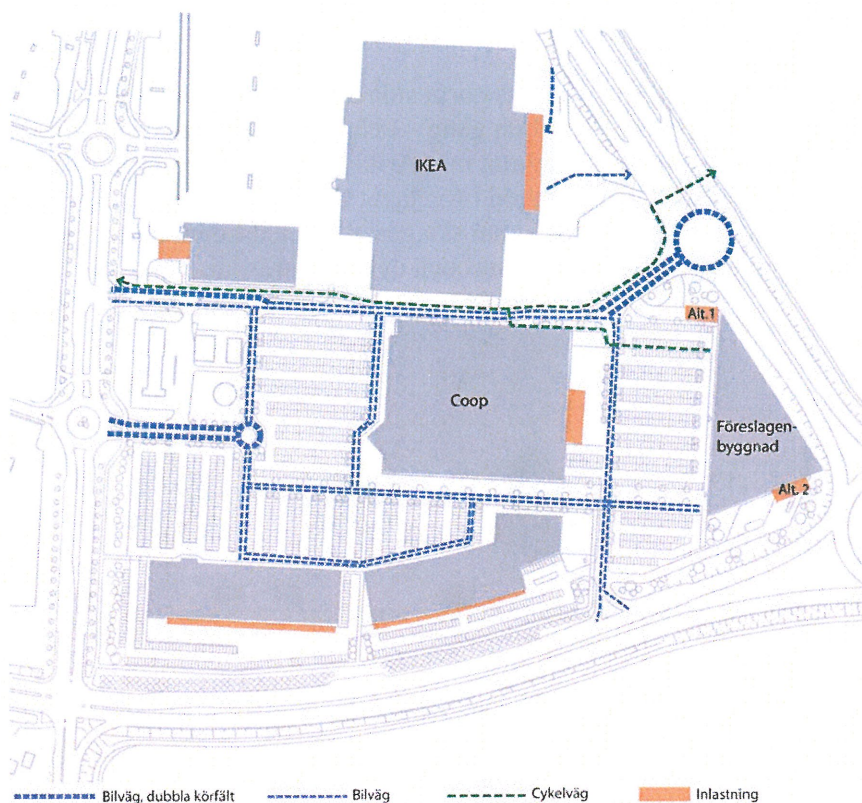 IKEA
Alt.1
Coop
Föreslagen-
byggnad
Alt. 2
Bilväg, dubbla körfält
Bilväg
Cykelväg
Inlastning